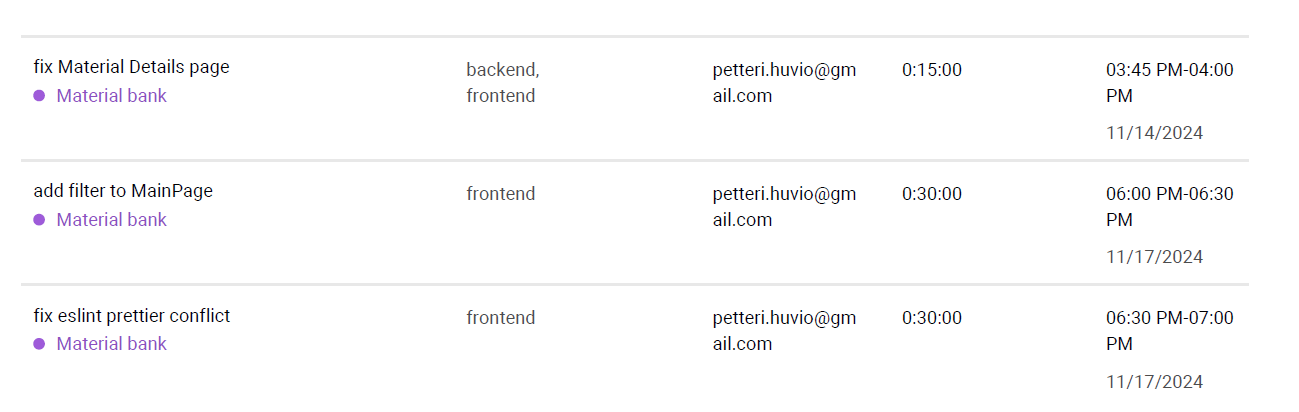 fix Material Details page
Material bank
backend,
frontend
petteri.huvio@gm
ail.com
0:15:00
03:45 PM-04:00
PM
11/14/2024
add filter to MainPage
Material bank
frontend
petteri.huvio@gm
ail.com
0:30:00
06:00 PM-06:30
PM
11/17/2024
fix eslint prettier conflict
Material bank
frontend
petteri.huvio@gm
ail.com
0:30:00
06:30 PM-07:00
PM
11/17/2024